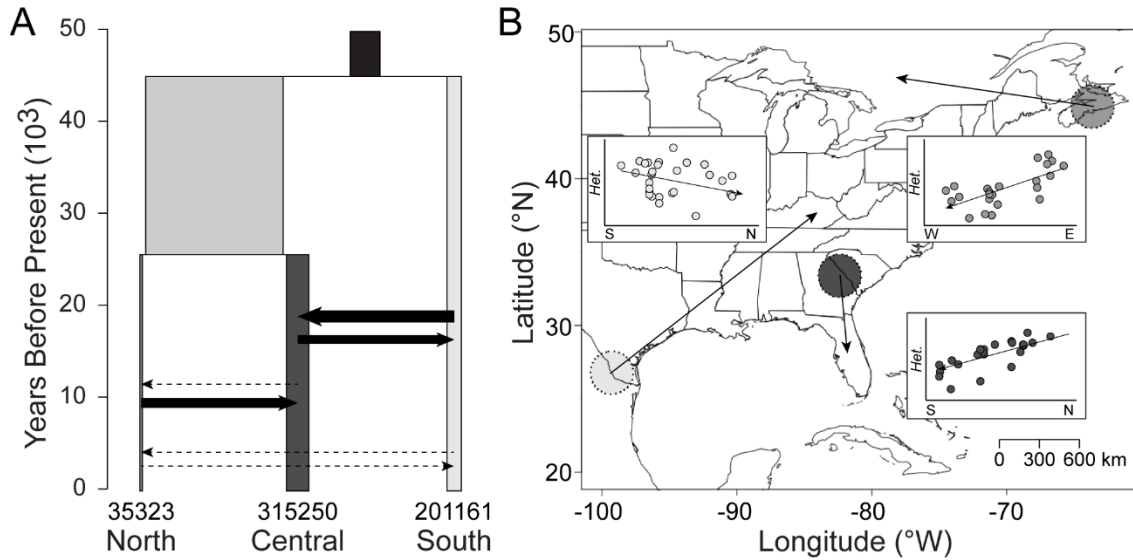 A
Years Before Present (10³)
50
40
30
20
10
0
35323 315250 201161
North Central South
B
Latitude (°N)
50
40
30
20
Het.
S N
Het.
W E
Het.
S N
0 300 600 km
-100 -90 -80 -70
Longitude (°W)